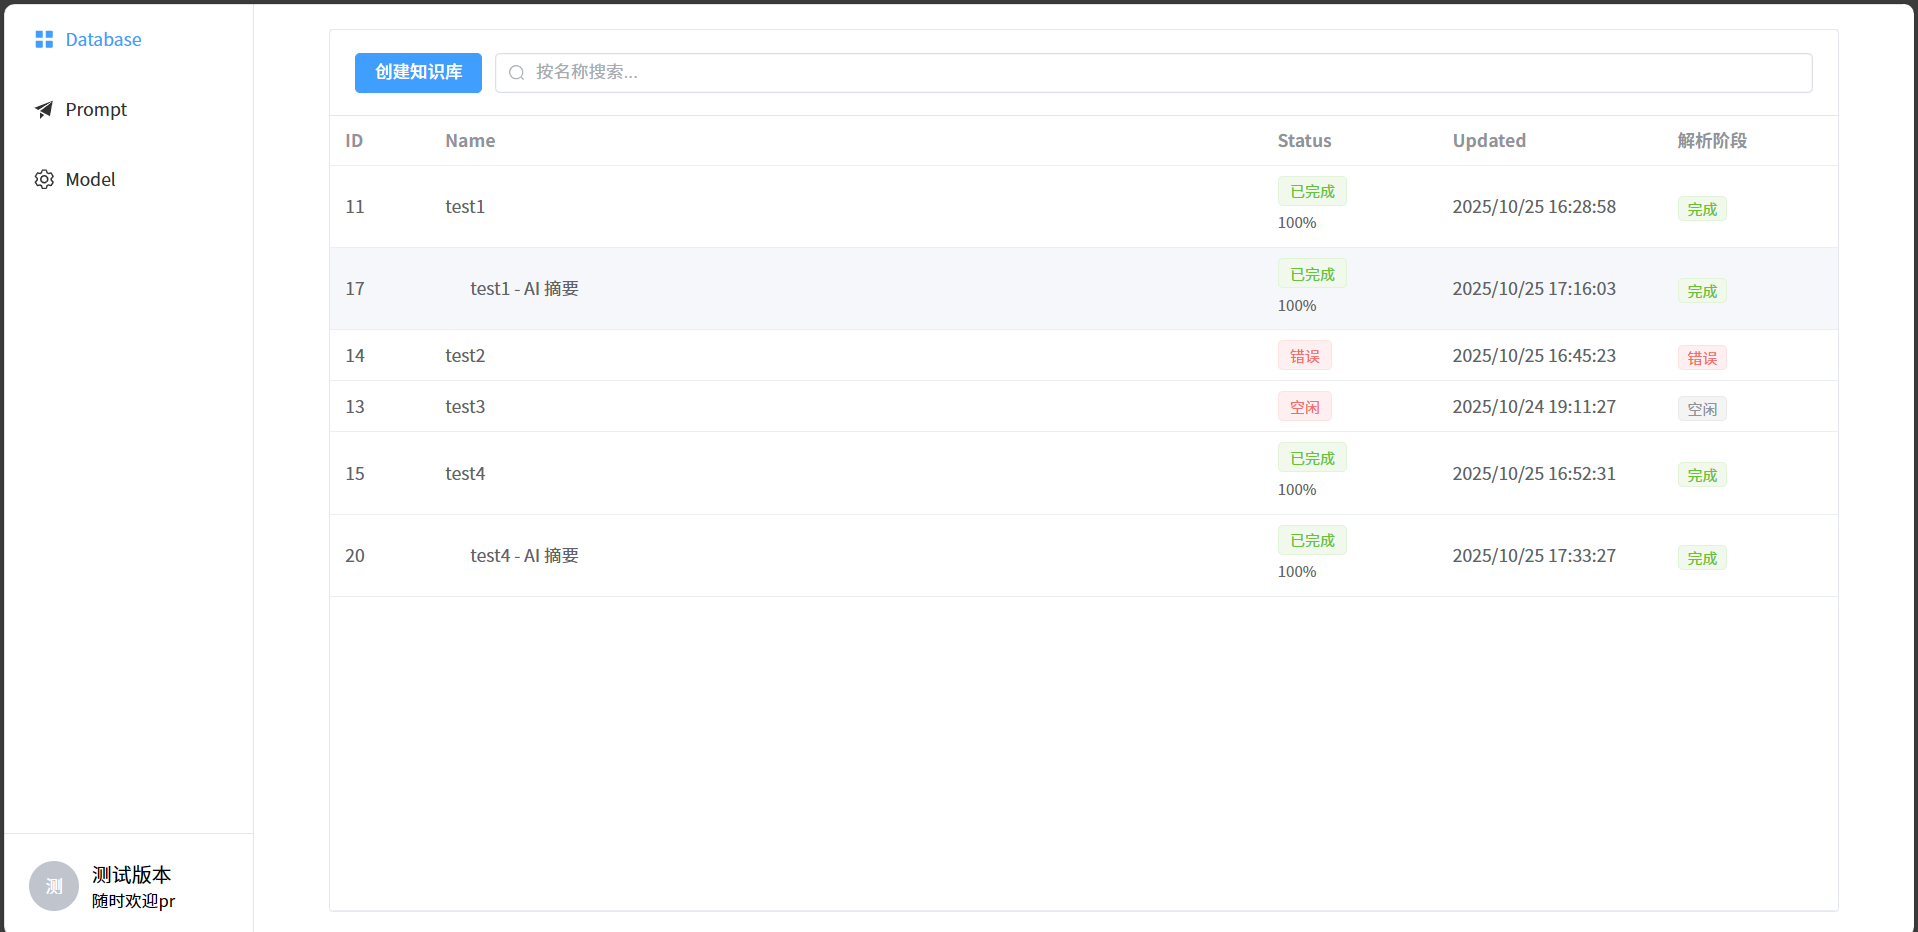 Database
Prompt
Model
创建知识库 按名称搜索...
ID Name Status Updated 解析阶段
11 test1 已完成 100% 2025/10/25 16:28:58 完成
17 test1 - AI 摘要 已完成 100% 2025/10/25 17:16:03 完成
14 test2 错误 2025/10/25 16:45:23 错误
13 test3 空闲 2025/10/24 19:11:27 空闲
15 test4 已完成 100% 2025/10/25 16:52:31 完成
20 test4 - AI 摘要 已完成 100% 2025/10/25 17:33:27 完成
测 测试版本
随时欢迎pr